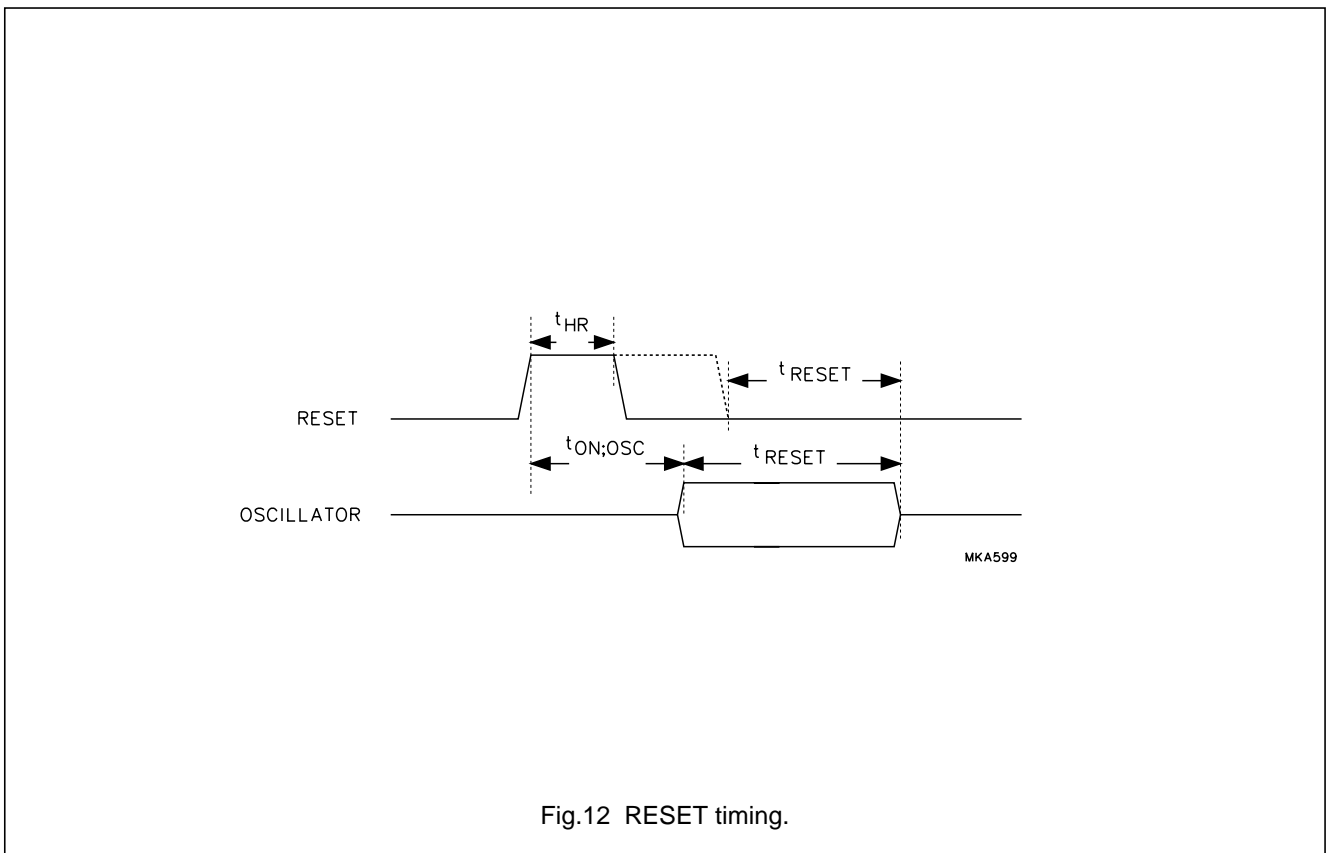 tHR
tRESET
RESET
tON;OSC
tRESET
OSCILLATOR
MKA599
Fig.12 RESET timing.